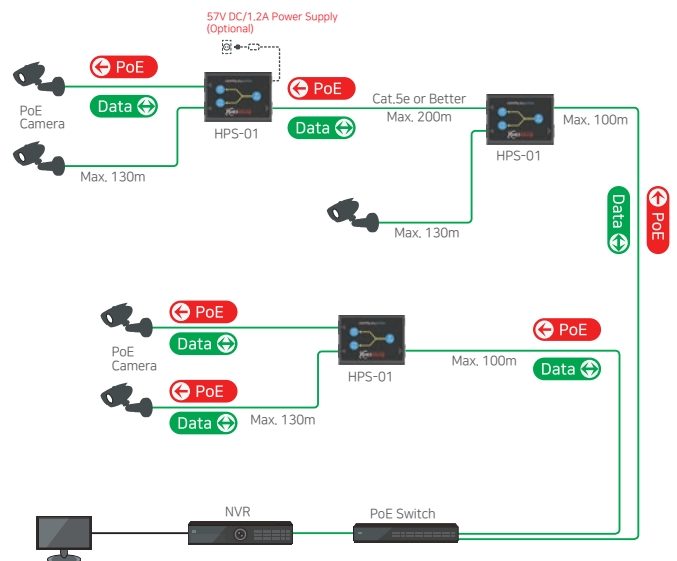 57V DC/1.2A Power Supply
(Optional)
PoE
PoE
Data
Data
PoE
Camera
HPS-01
Cat.5e or Better
Max. 200m
HPS-01
Max. 100m
Max. 130m
Max. 130m
Data
PoE
PoE
Data
PoE
Camera
PoE
Data
Max. 130m
HPS-01
PoE
Max. 100m
Data
NVR
PoE Switch